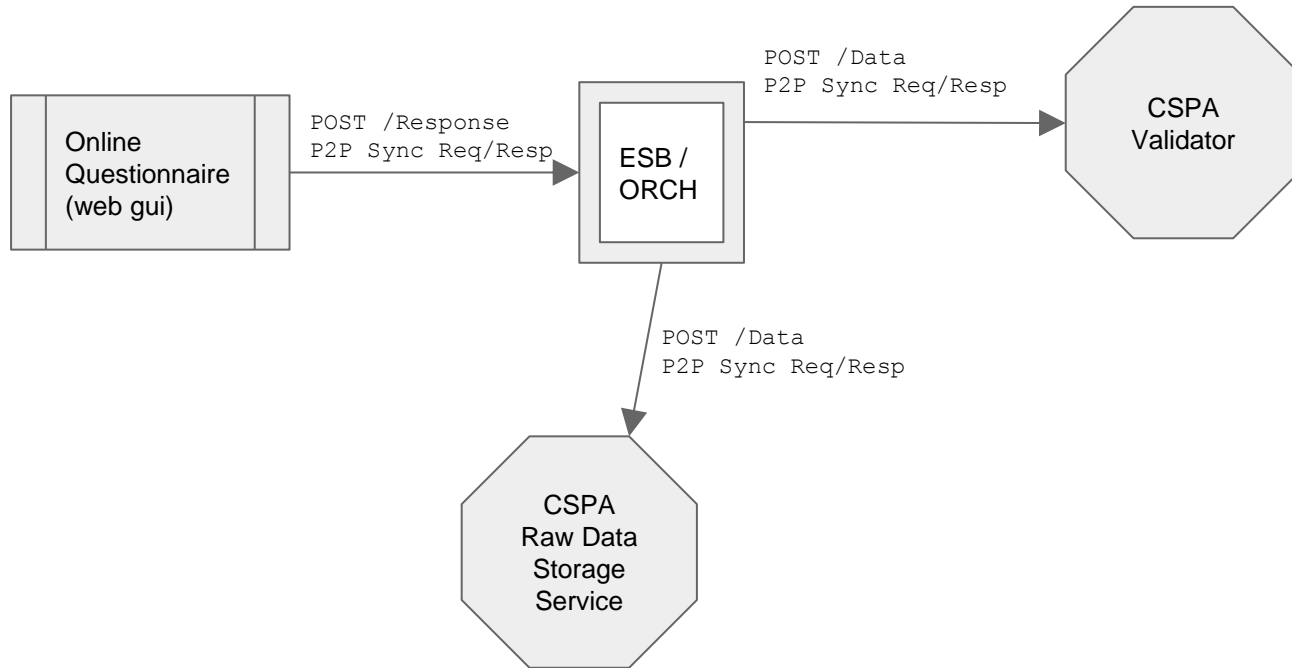 Online
Questionnaire
(web gui)
POST /Response
P2P Sync Req/Resp
ESB /
ORCH
POST /Data
P2P Sync Req/Resp
CSPA
Validator
POST /Data
P2P Sync Req/Resp
CSPA
Raw Data
Storage
Service